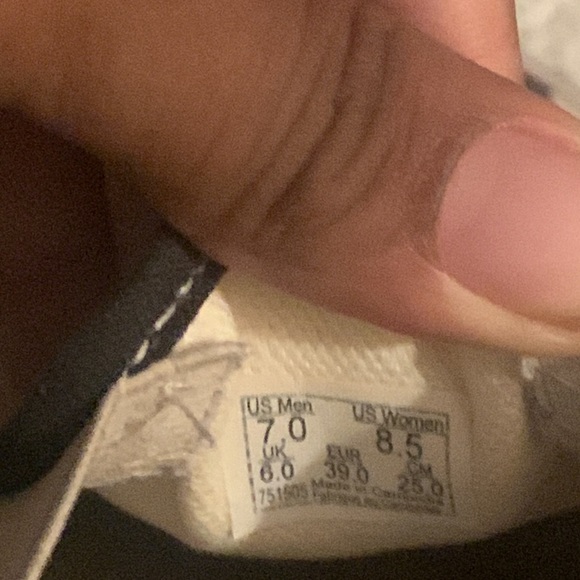 US Men US Women
7.0 8.5
UK EUR CM
6.0 39.0 25.0
751505 Made in Cambodia